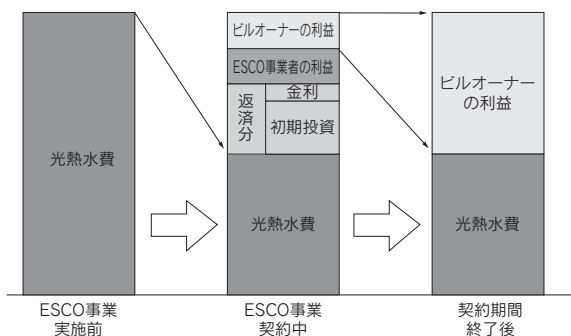 光熱水費
ESCO事業
実施前
ビルオーナーの利益
ESCO事業者の利益
返済分
金利
初期投資
光熱水費
ESCO事業
契約中
ビルオーナー
の利益
光熱水費
契約期間
終了後